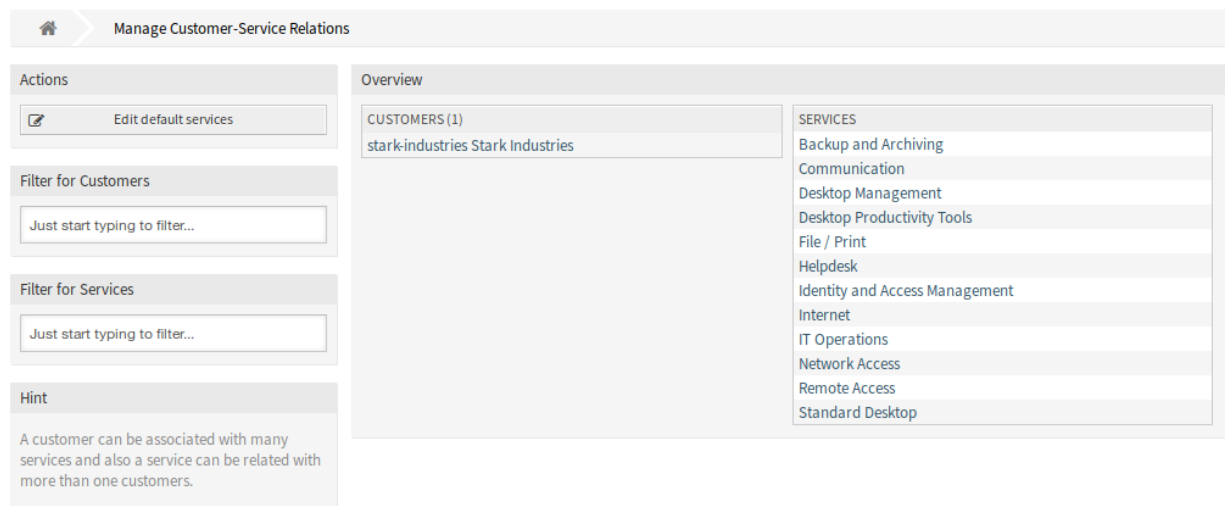 Manage Customer-Service Relations
Actions
Edit default services
Filter for Customers
Just start typing to filter...
Filter for Services
Just start typing to filter...
Hint
A customer can be associated with many
services and also a service can be related with
more than one customers.
Overview
CUSTOMERS (1)
stark-industries Stark Industries
SERVICES
Backup and Archiving
Communication
Desktop Management
Desktop Productivity Tools
File / Print
Helpdesk
Identity and Access Management
Internet
IT Operations
Network Access
Remote Access
Standard Desktop